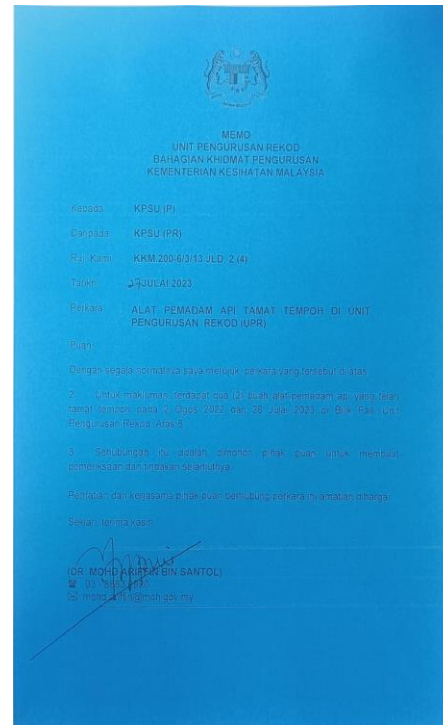 MEMO
UNIT PENGURUSAN REKOD
BAHAGIAN KHIDMAT PENGURUSAN
KEMENTERIAN KESIHATAN MALAYSIA
Kepada: KPSU (P)
Daripada: KPSU (PR)
Ruj. Kami: KKM.200-6/3/13 JLD. 2 (4)
Tarikh: 27 JULAI 2023
Perkara: ALAT PEMADAM API TAMAT TEMPOH DI UNIT
PENGURUSAN REKOD (UPR)
Puan,
Dengan segala hormatnya saya merujuk perkara yang tersebut di atas.
2. Untuk makluman, terdapat dua (2) buah alat pemadam api yang telah
tamat tempoh pada 2 Ogos 2022 dan 26 Julai 2023 di Bilik Fail, Unit
Pengurusan Rekod, Aras 8.
3. Sehubungan ini adalah dimohon pihak puan untuk membuat
pemeriksaan dan tindakan selanjutnya.
Perhatian dan kerjasama pihak puan berhubung perkara ini amatlah dihargai.
Sekian, terima kasih.
(DR. MOHD ARIFFIN BIN SANTOL)